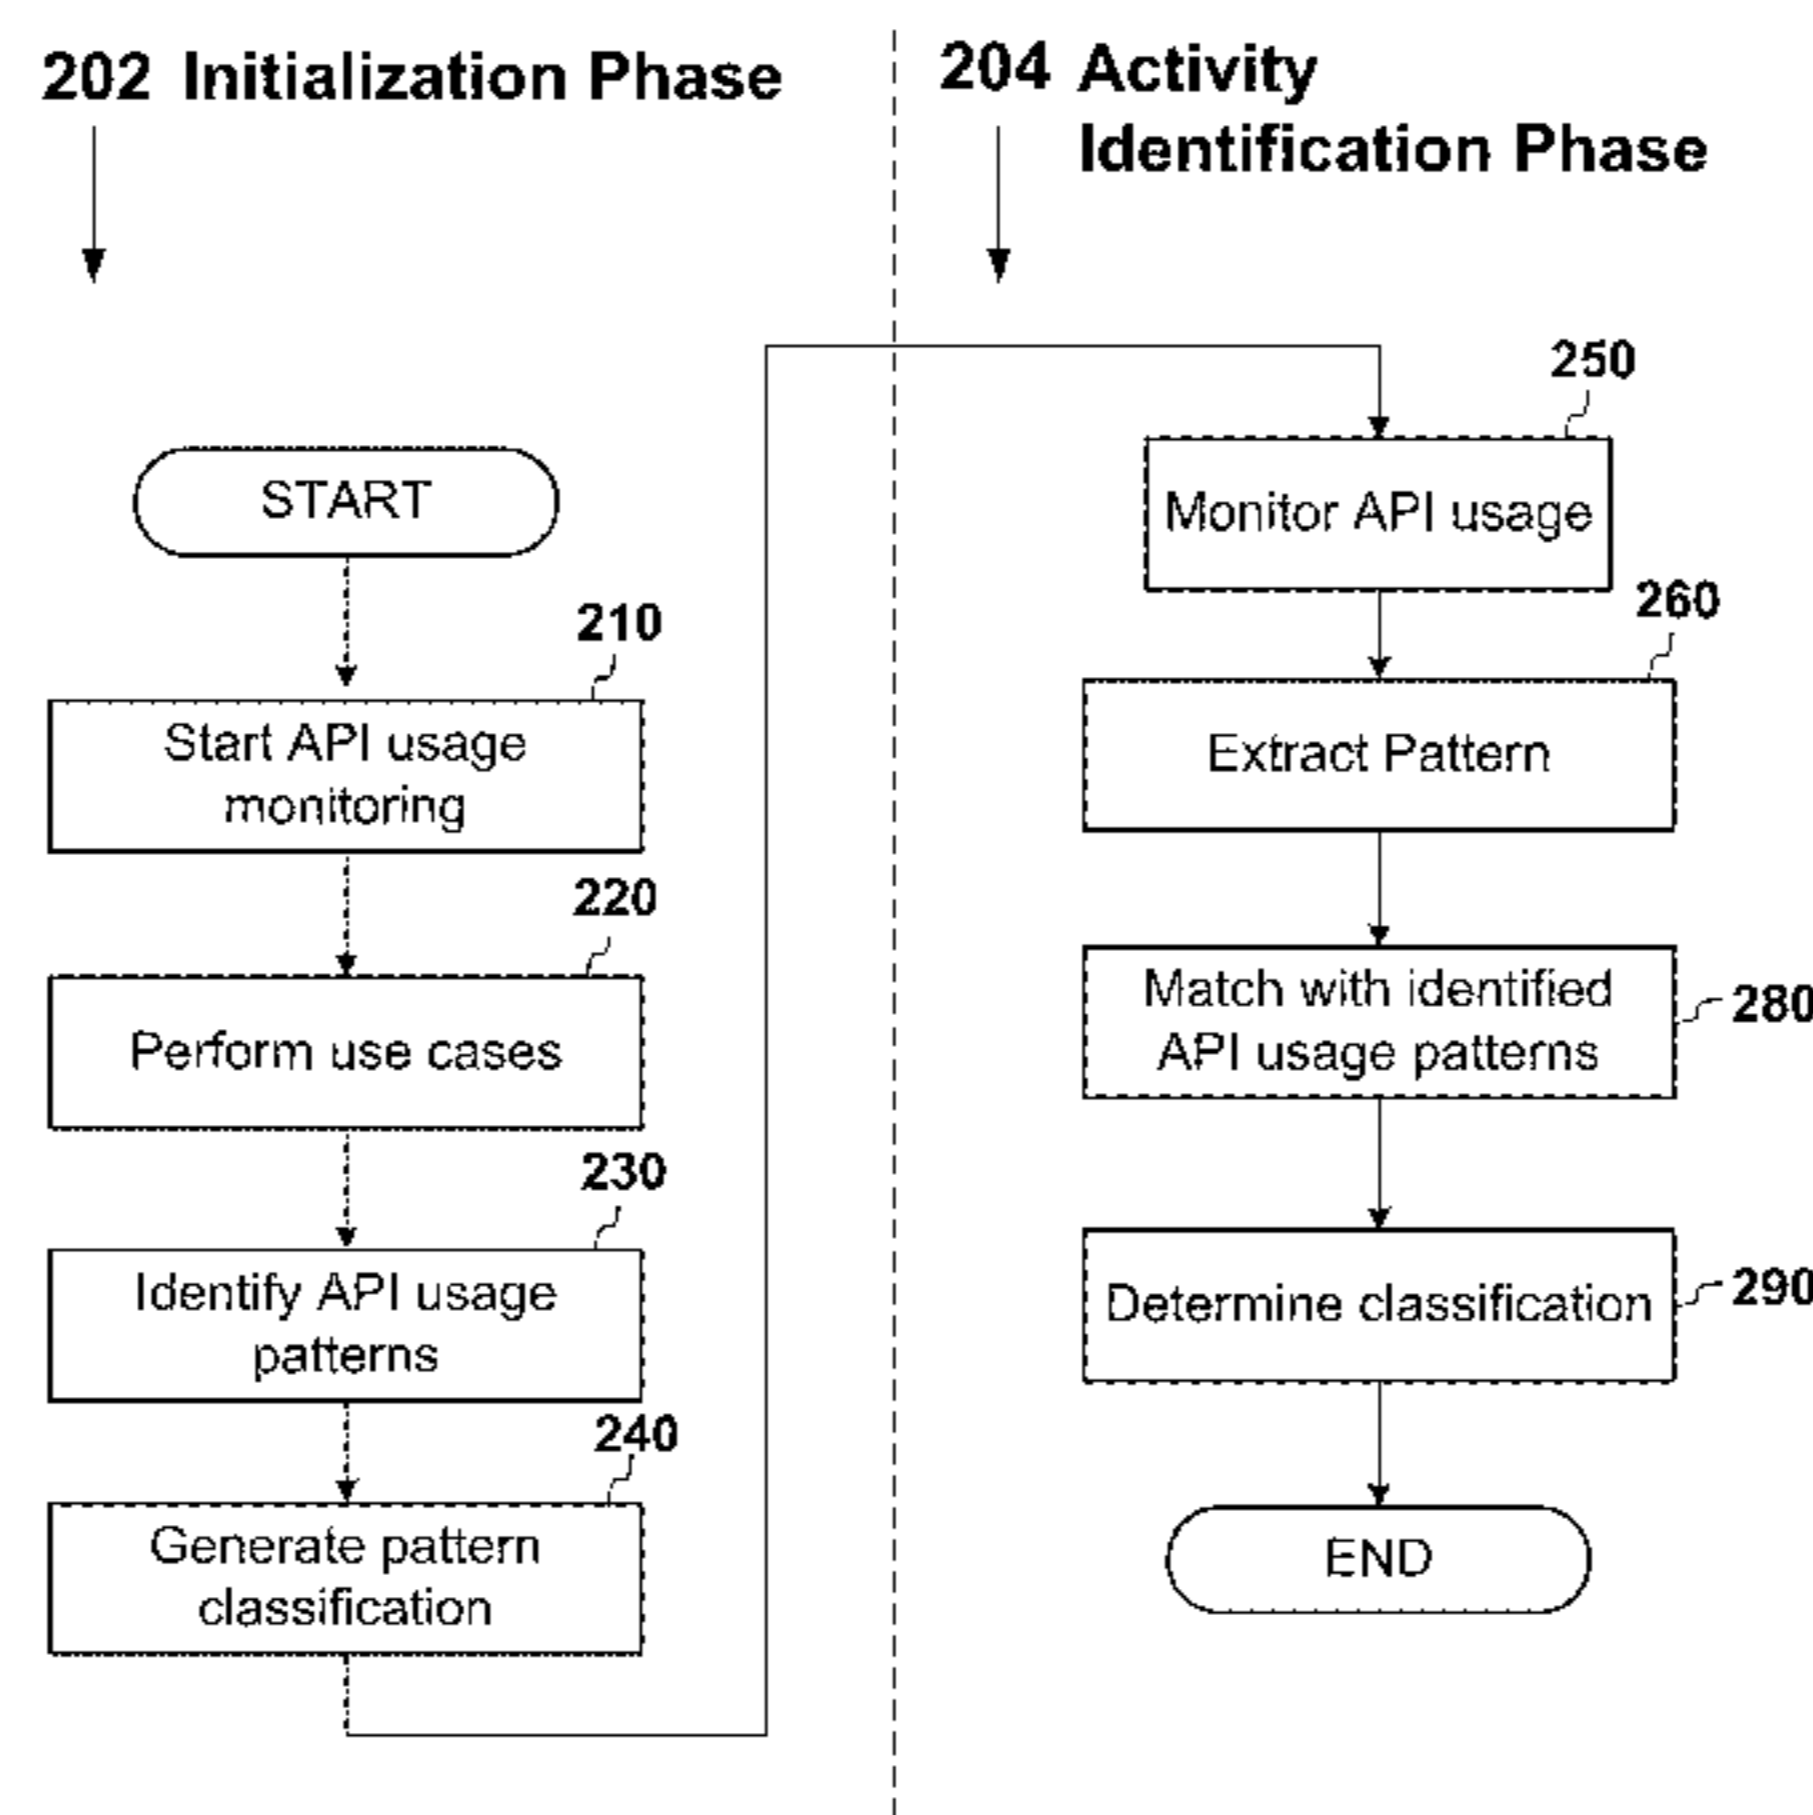 202 Initialization Phase
START
210
Start API usage
monitoring
220
Perform use cases
230
Identify API usage
patterns
240
Generate pattern
classification
204 Activity
Identification Phase
250
Monitor API usage
260
Extract Pattern
Match with identified
API usage patterns
280
Determine classification
290
END